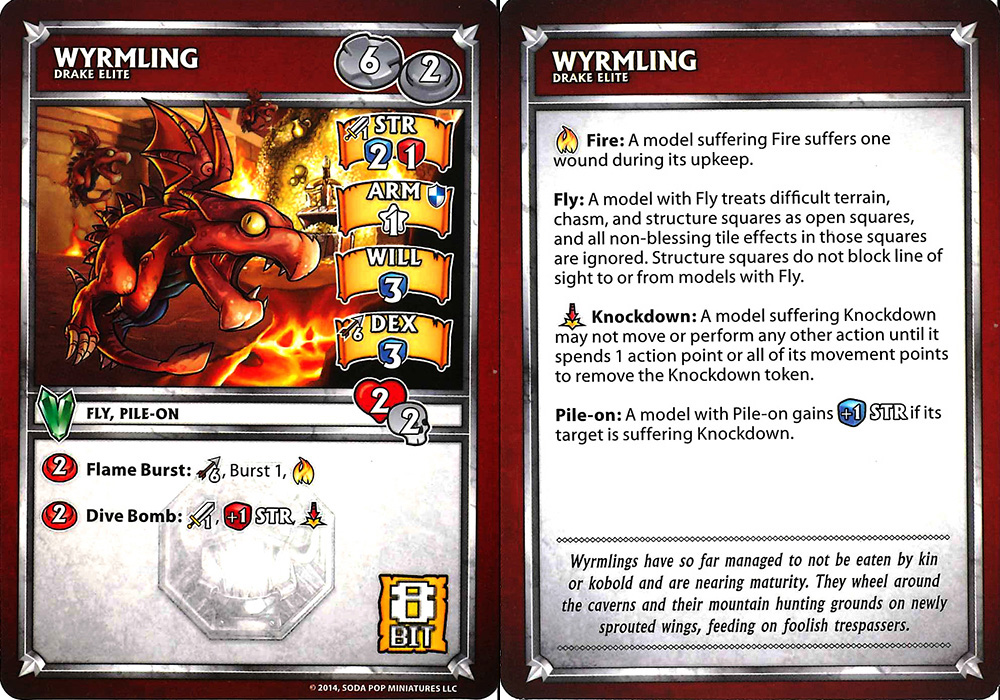 WYRMLING
DRAKE ELITE
6 2
STR
2 1
ARM
1
WILL
3
6 DEX
3
FLY, PILE-ON
2
2
2 Flame Burst: 6, Burst 1,
2 Dive Bomb: 1, +1 STR
8
BIT
© 2014, SODA POP MINIATURES LLC
WYRMLING
DRAKE ELITE
Fire: A model suffering Fire suffers one
wound during its upkeep.
Fly: A model with Fly treats difficult terrain,
chasm, and structure squares as open squares,
and all non-blessing tile effects in those squares
are ignored. Structure squares do not block line of
sight to or from models with Fly.
Knockdown: A model suffering Knockdown
may not move or perform any other action until it
spends 1 action point or all of its movement points
to remove the Knockdown token.
Pile-on: A model with Pile-on gains +1 STR if its
target is suffering Knockdown.
Wyrmlings have so far managed to not be eaten by kin
or kobold and are nearing maturity. They wheel around
the caverns and their mountain hunting grounds on newly
sprouted wings, feeding on foolish trespassers.